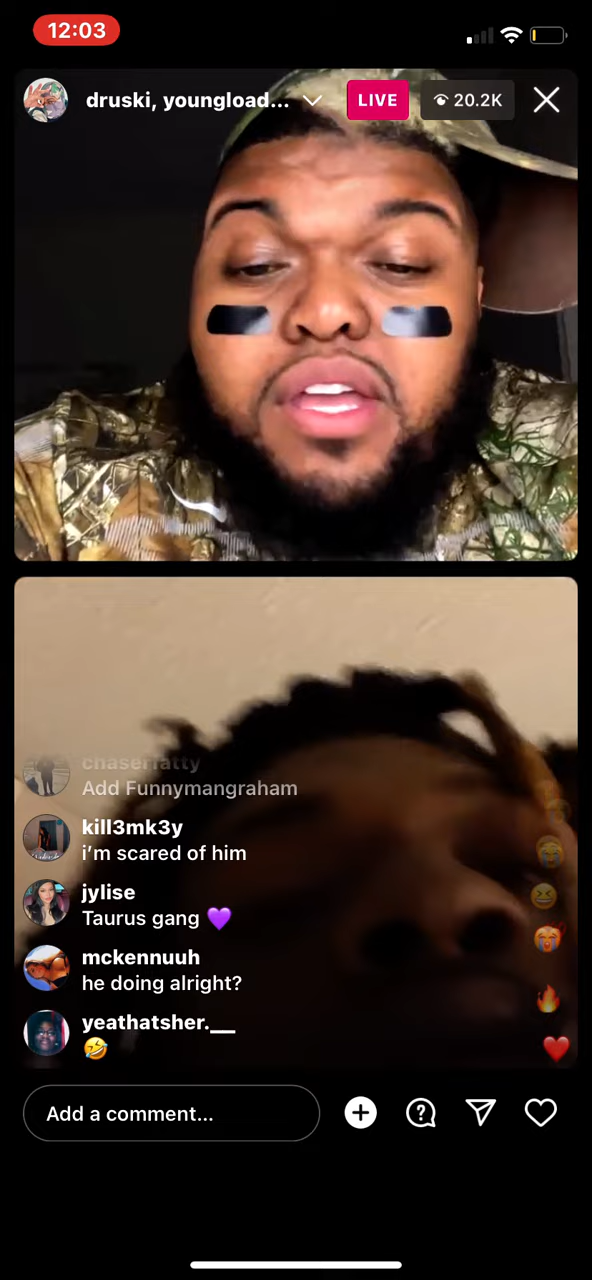 12:03
druski, youngload...
LIVE
20.2K
chaserfatty
Add Funnymangraham
kill3mk3y
i'm scared of him
jylise
Taurus gang 💜
mckennuuh
he doing alright?
yeathatsher.__
🤣
Add a comment...